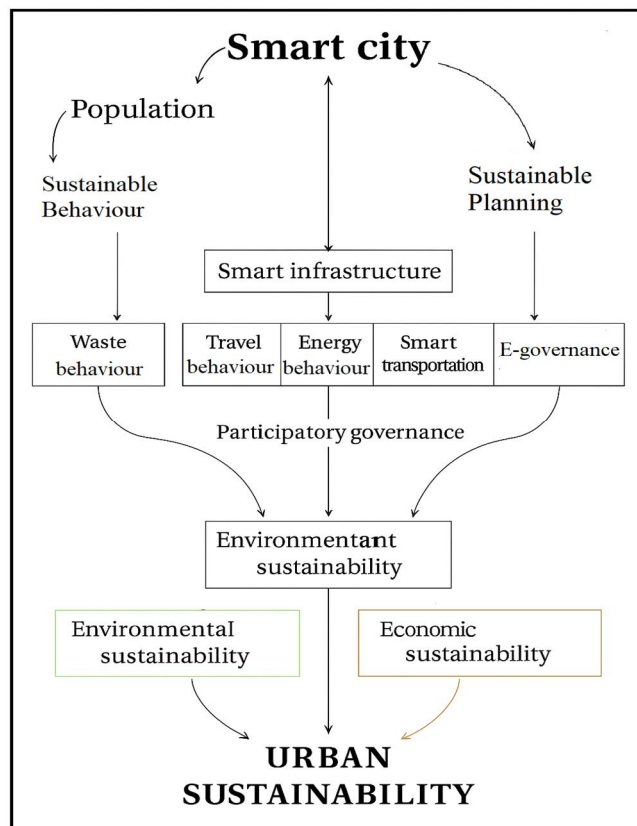 Smart city
Population
Sustainable
Behaviour
Sustainable
Planning
Smart infrastructure
Waste
behaviour
Travel
behaviour
Energy
behaviour
Smart
transportation
E-governance
Participatory governance
Environmentant
sustainability
Environmental
sustainability
Economic
sustainability
URBAN
SUSTAINABILITY